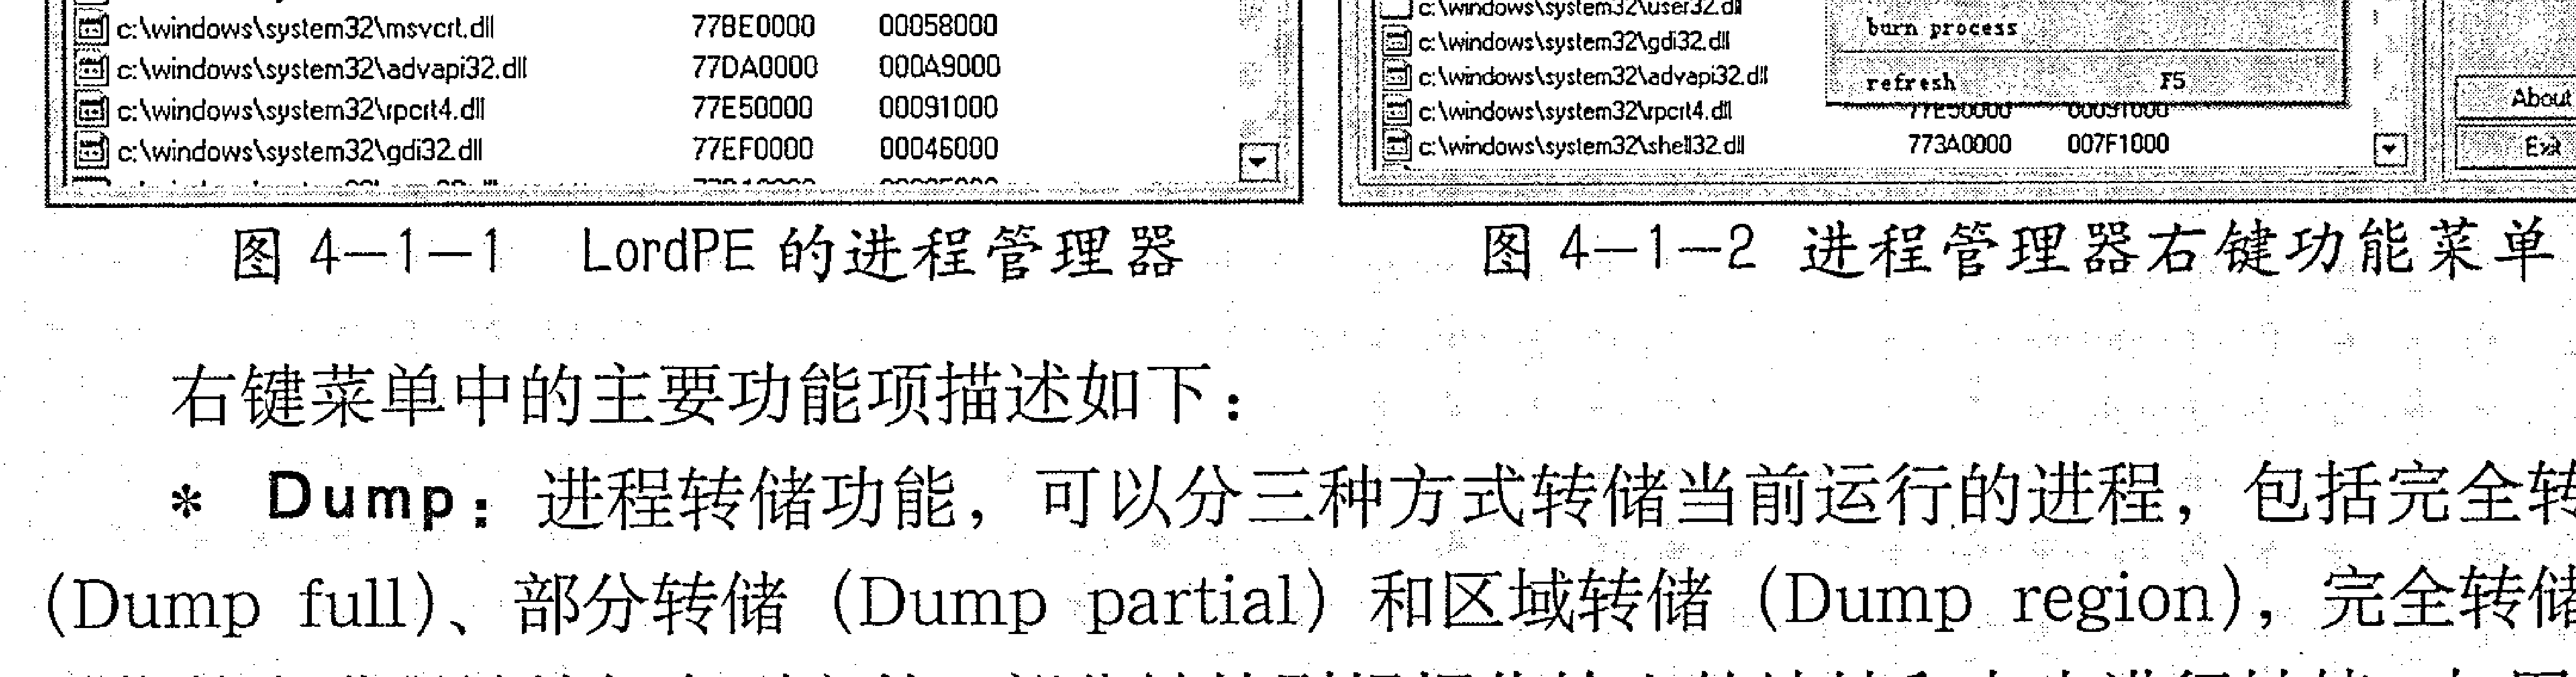 c:\windows\system32\msvcrt.dll 77BE0000 00058000
c:\windows\system32\advapi32.dll 77DA0000 000A9000
c:\windows\system32\rpcrt4.dll 77E50000 00091000
c:\windows\system32\gdi32.dll 77EF0000 00046000
c:\windows\system32\user32.dll
burn process
c:\windows\system32\gdi32.dll
c:\windows\system32\advapi32.dll
refresh F5
c:\windows\system32\rpcrt4.dll 77E50000 00091000
c:\windows\system32\shell32.dll 773A0000 007F1000
About
Exit
图 4-1-1 LordPE 的进程管理器
图 4-1-2 进程管理器右键功能菜单
右键菜单中的主要功能项描述如下：
* Dump：进程转储功能，可以分三种方式转储当前运行的进程，包括完全转
(Dump full)、部分转储 (Dump partial) 和区域转储 (Dump region)，完全转储